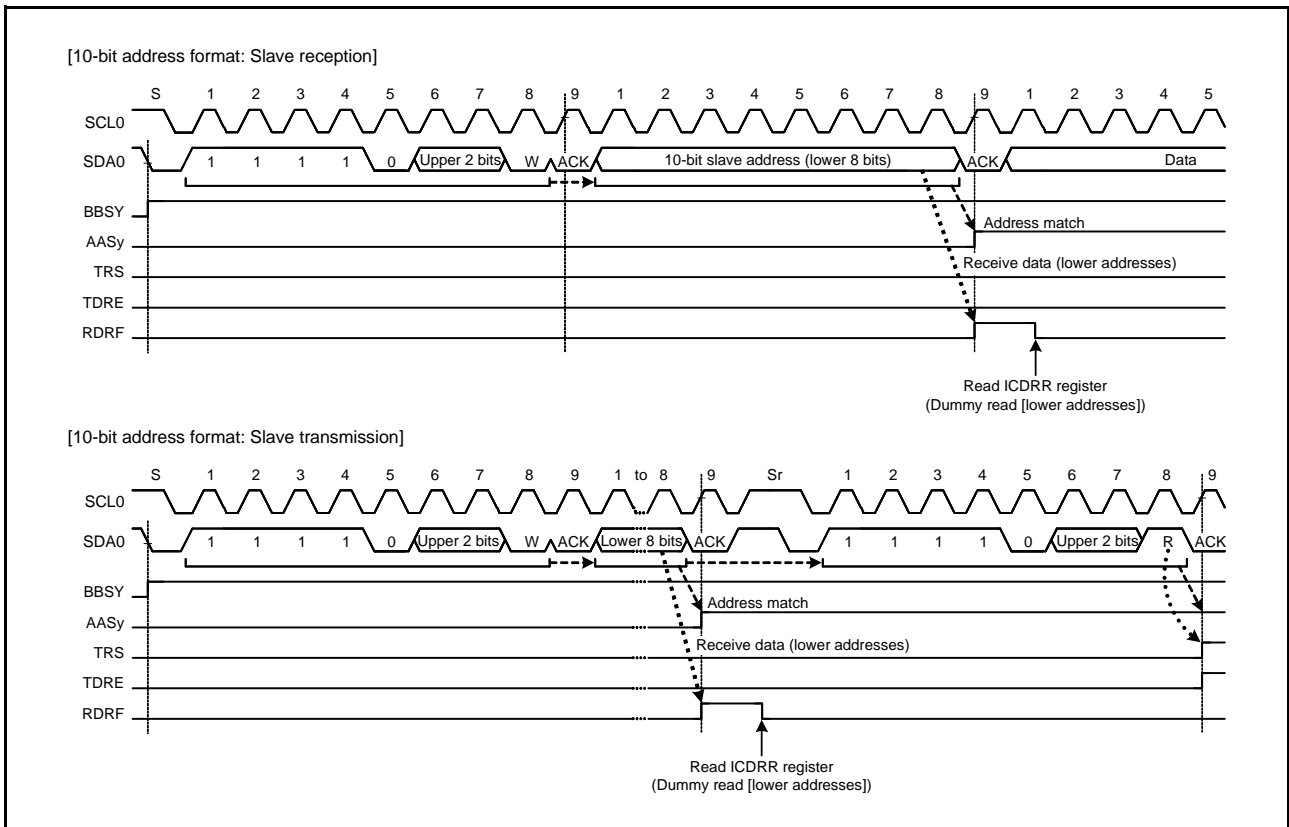 [10-bit address format: Slave reception]
S 1 2 3 4 5 6 7 8 9 1 2 3 4 5 6 7 8 9 1 2 3 4 5
SCL0
SDA0 1 1 1 1 0 Upper 2 bits W ACK 10-bit slave address (lower 8 bits) ACK Data
BBSY
Address match
AASy
Receive data (lower addresses)
TRS
TDRE
RDRF
Read ICDRR register
(Dummy read [lower addresses])
[10-bit address format: Slave transmission]
S 1 2 3 4 5 6 7 8 9 1 to 8 9 Sr 1 2 3 4 5 6 7 8 9
SCL0
SDA0 1 1 1 1 0 Upper 2 bits W ACK Lower 8 bits ACK 1 1 1 1 0 Upper 2 bits R ACK
BBSY
Address match
AASy
Receive data (lower addresses)
TRS
TDRE
RDRF
Read ICDRR register
(Dummy read [lower addresses])